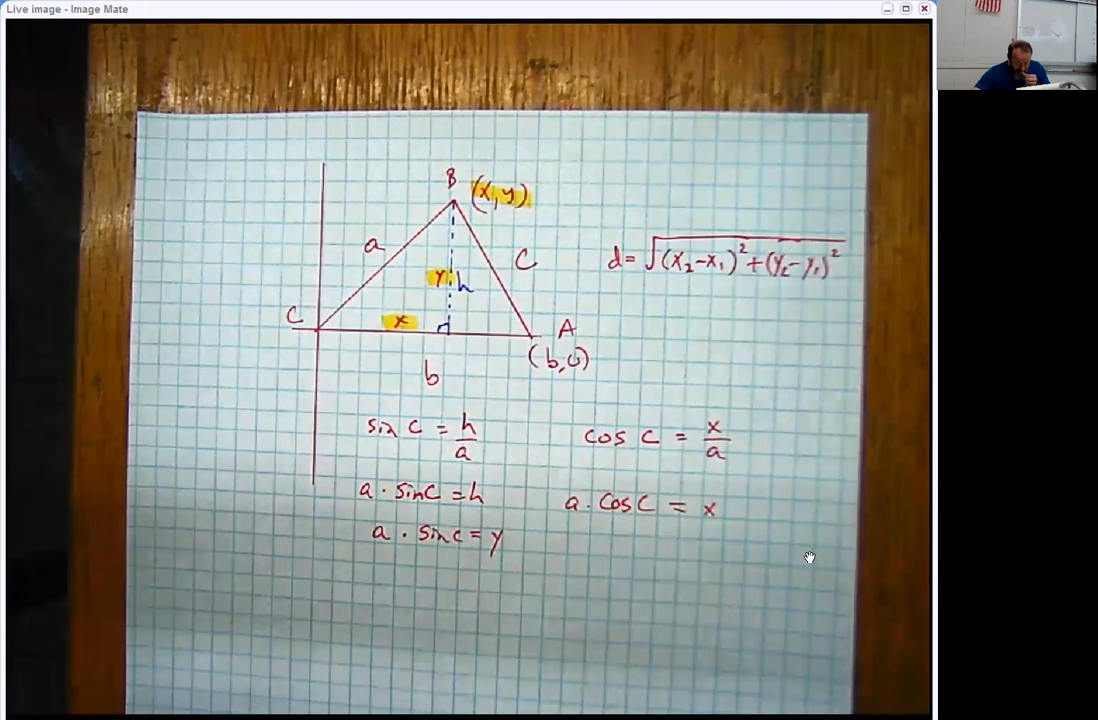 Live image - Image Mate
B (x,y)
a
C
d = √(x₂-x₁)² + (y₂-y₁)²
y h
C
x
A
(b,0)
b
sin C = h/a
cos C = x/a
a · sin C = h
a · cos C = x
a · sin C = y